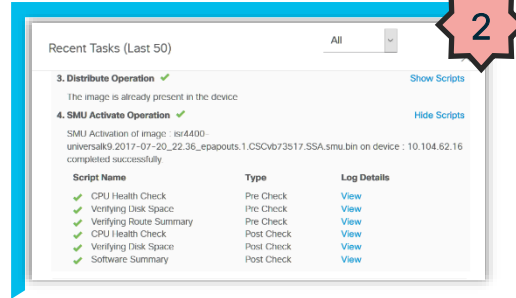 2
Recent Tasks (Last 50)
All
3. Distribute Operation
Show Scripts
The image is already present in the device
4. SMU Activate Operation
Hide Scripts
SMU Activation of image : isr4400-
universalk9.2017-07-20_22.36_epapouts.1.CSCvb73517.SSA.smu.bin on device : 10.104.62.16
completed successfully
Script Name Type Log Details
CPU Health Check Pre Check View
Verifying Disk Space Pre Check View
Verifying Route Summary Pre Check View
CPU Health Check Post Check View
Verifying Disk Space Post Check View
Software Summary Post Check View